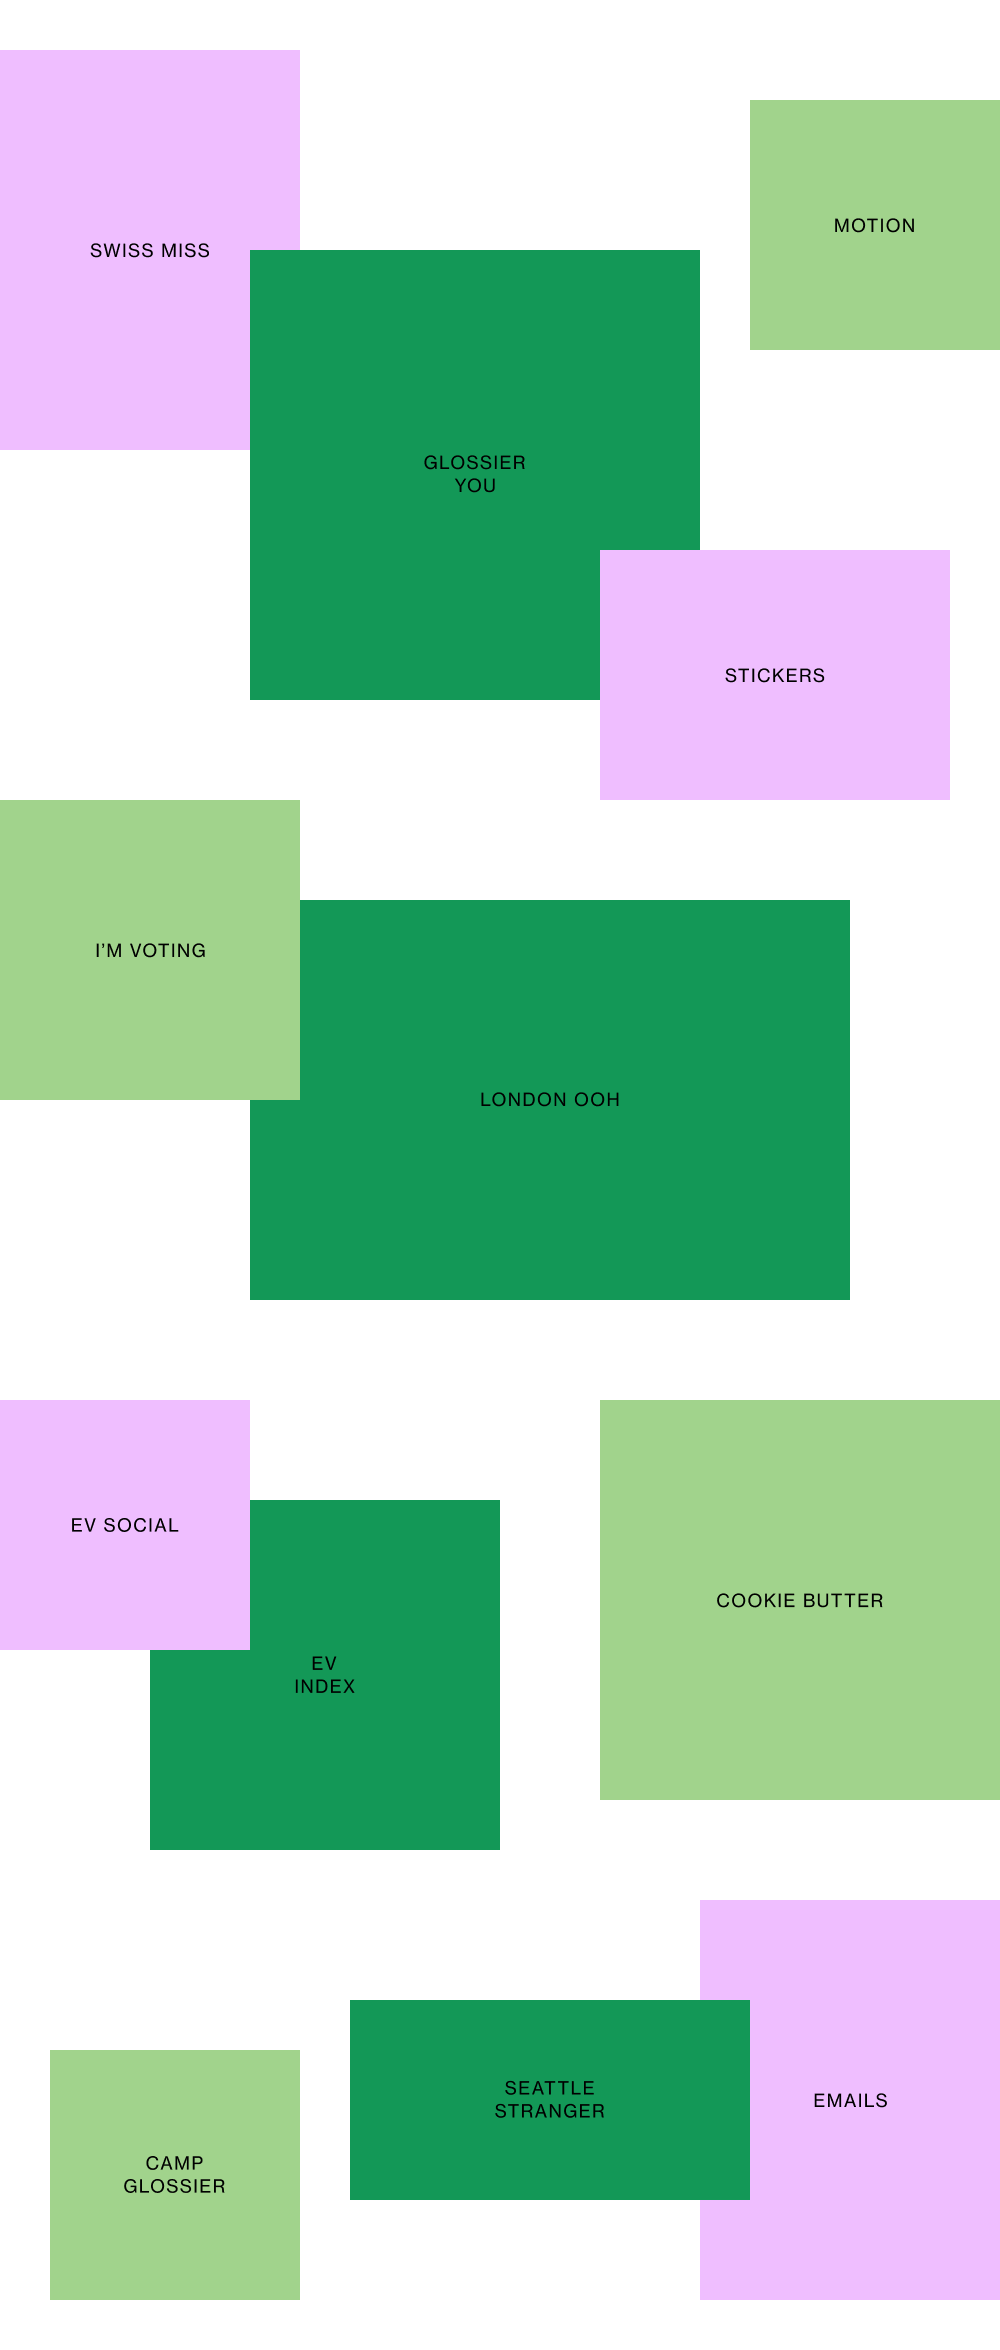 SWISS MISS
MOTION
GLOSSIER
YOU
STICKERS
I’M VOTING
LONDON OOH
EV SOCIAL
COOKIE BUTTER
EV
INDEX
SEATTLE
STRANGER
EMAILS
CAMP
GLOSSIER